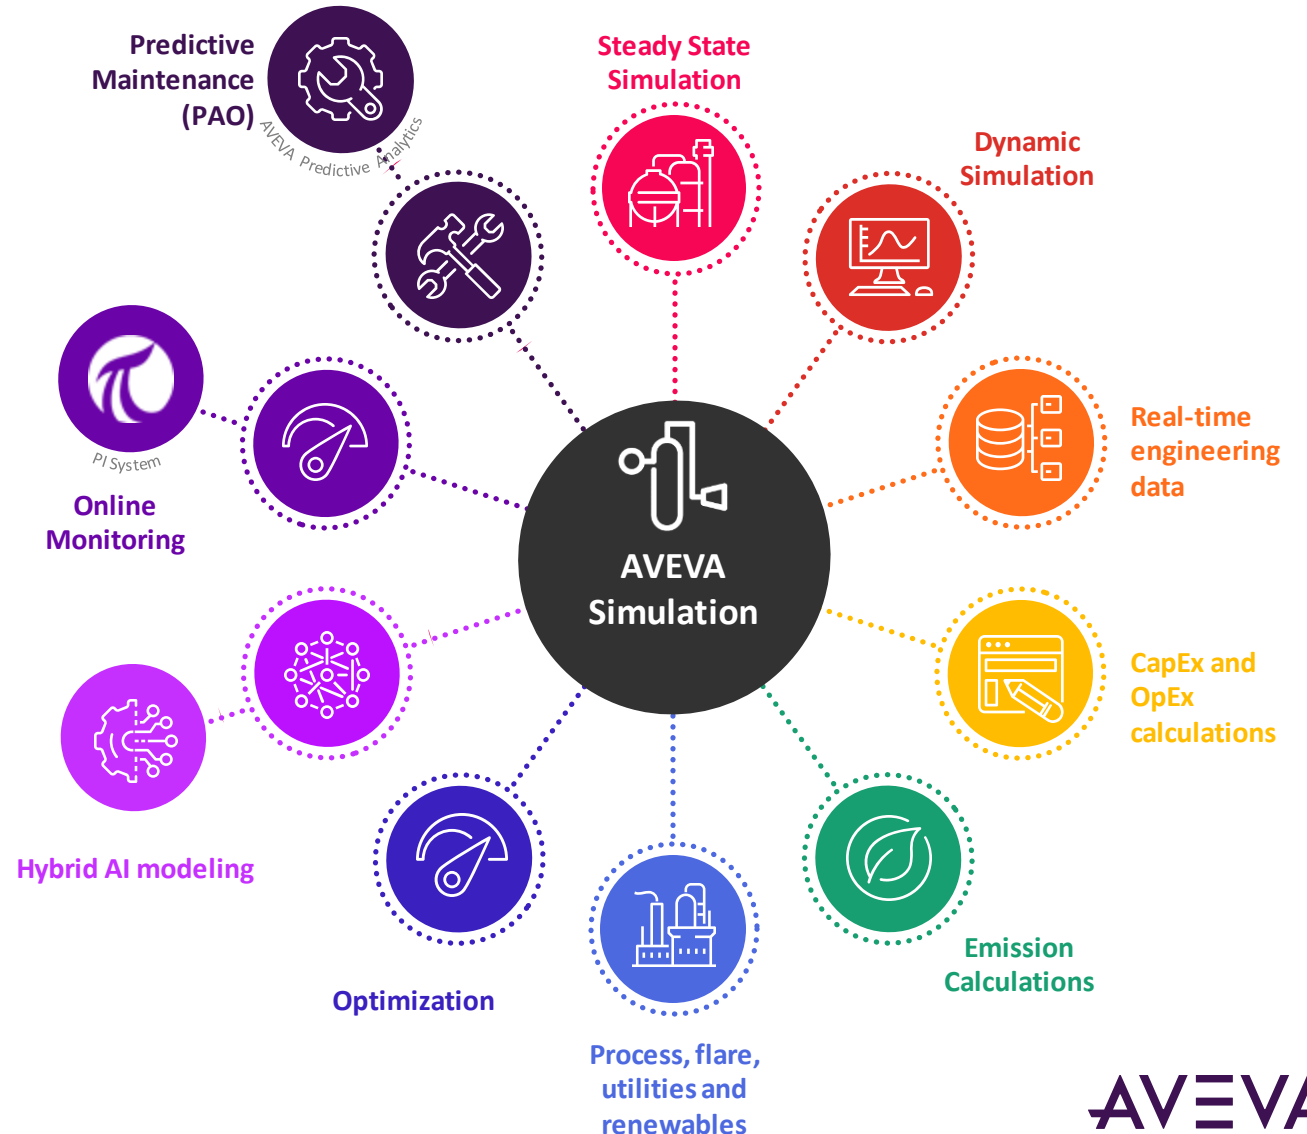 Predictive
Maintenance
(PAO)
AVEVA Predictive Analytics
Steady State
Simulation
Dynamic
Simulation
Real-time
engineering
data
PI System
Online
Monitoring
AVEVA
Simulation
CapEx and
OpEx
calculations
Hybrid AI modeling
Emission
Calculations
Optimization
Process, flare,
utilities and
renewables
AVEVA